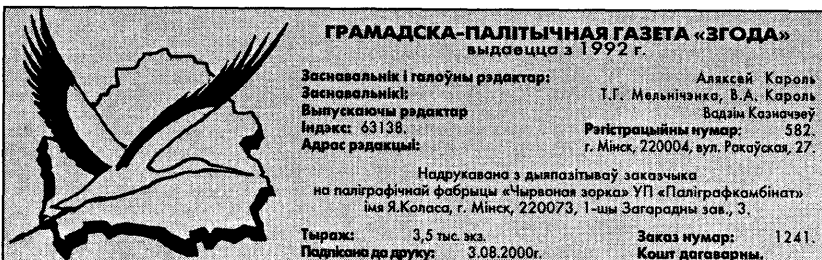 ГРАМАДСКА-ПАЛІТЫЧНАЯ ГАЗЕТА «ЗГОДА»
выдаецца з 1992 г.
Заснавальнік і галоўны рэдактар: Аляксей Кароль
Заснавальнікі: Т.Г. Мельнічэнка, В.А. Кароль
Выпускаючы рэдактар Вадзім Казначэеў
Індэкс: 63138. Рэгістрацыйны нумар: 582.
Адрас рэдакцыі: г. Мінск, 220004, вул. Ракаўская, 27.
Надрукавана з дыяпазітываў заказчыка
на паліграфічнай фабрыцы «Чырвоная зорка» УП «Паліграфкамбінат»
імя Я.Коласа, г. Мінск, 220073, 1-шы Загарадны зав., 3.
Тыраж: 3,5 тыс. экз. Заказ нумар: 1241.
Падпісана да друку: 3.08.2000г. Кошт дагаварны.